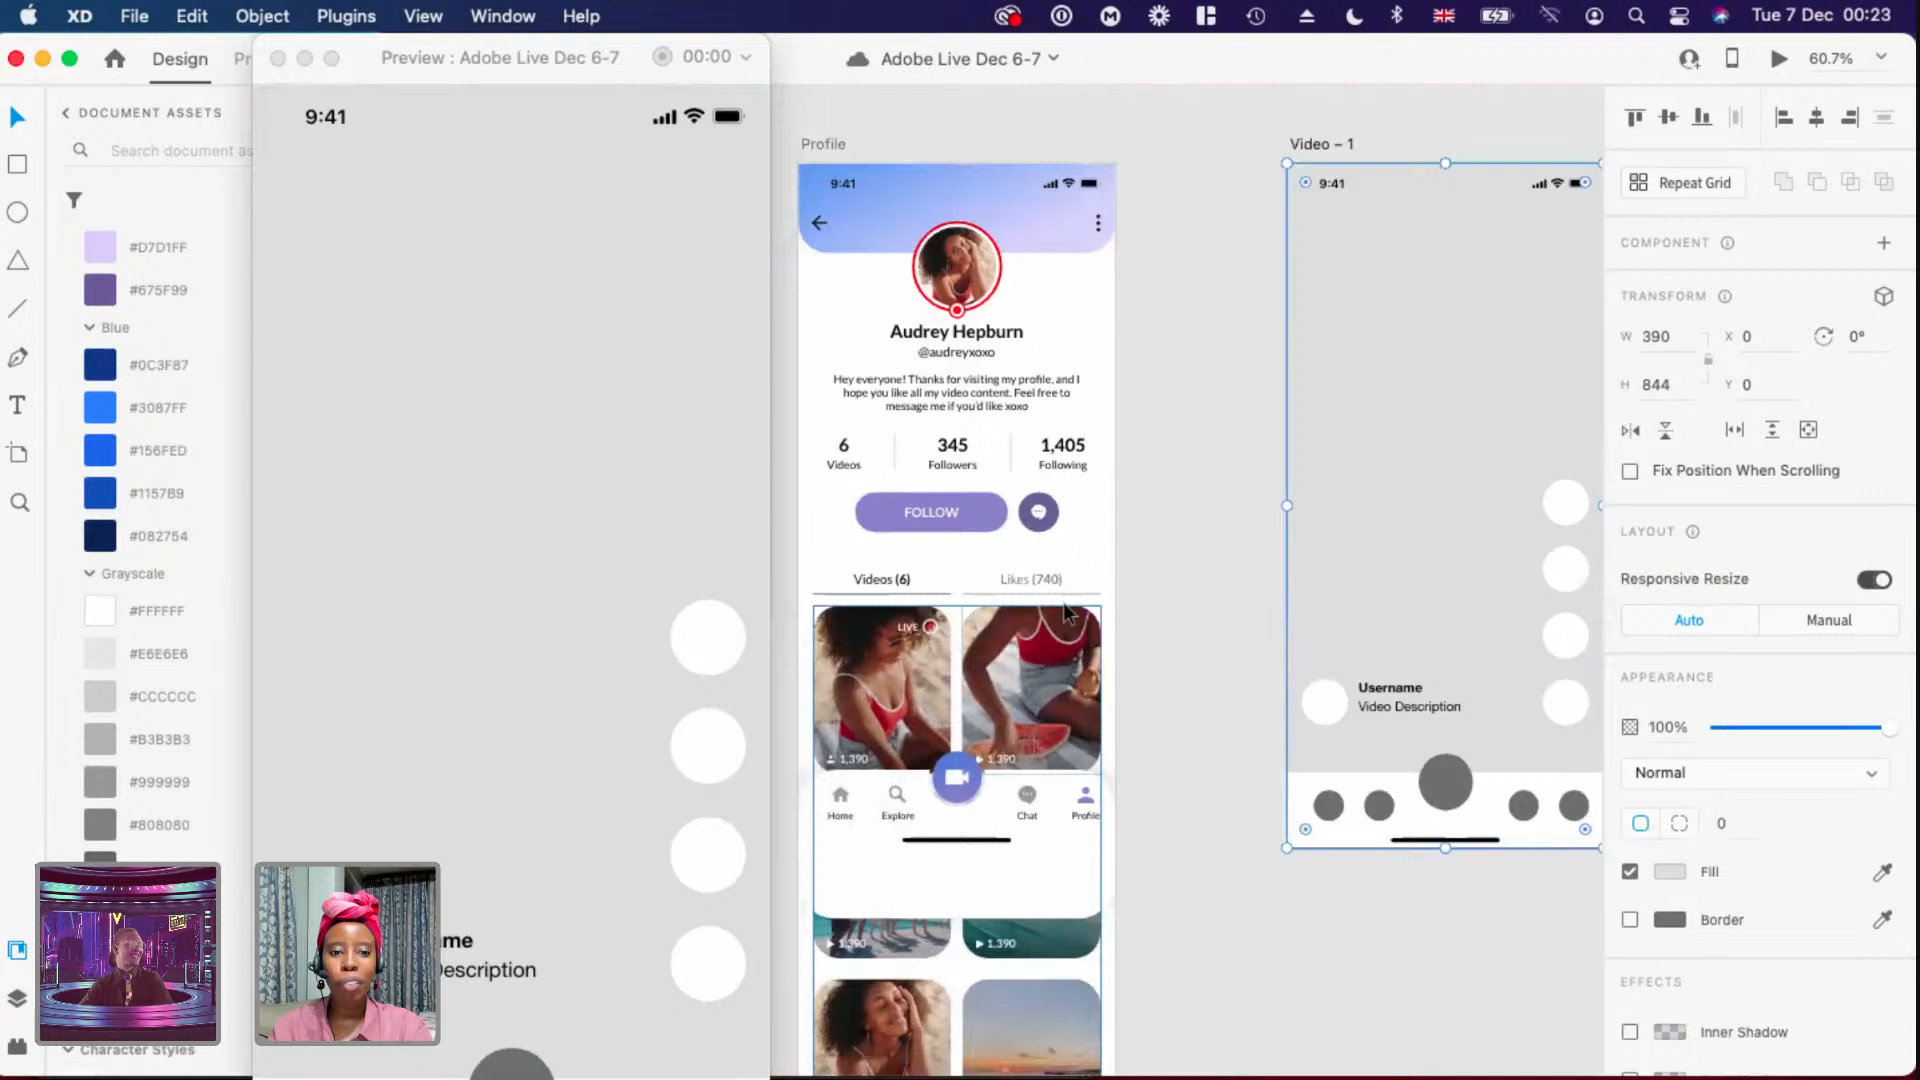 XD File Edit Object Plugins View Window Help
Tue 7 Dec 00:23
Design Pr
Preview : Adobe Live Dec 6-7
00:00
Adobe Live Dec 6-7
60.7%
DOCUMENT ASSETS
Search document as
#D7D1FF
#675F99
Blue
#0C3F87
#3087FF
#156FED
#1157B9
#082754
Grayscale
#FFFFFF
#E6E6E6
#CCCCCC
#B3B3B3
#999999
#808080
Character Styles
9:41
me
escription
Profile
9:41
Audrey Hepburn
@audreyxoxo
Hey everyone! Thanks for visiting my profile, and I
hope you like all my video content. Feel free to
message me if you'd like xoxo
6 345 1,405
Videos Followers Following
FOLLOW
Videos (6) Likes (740)
LIVE
1,390 1,390
Home Explore Chat Profile
1,390 1,390
Video – 1
9:41
Username
Video Description
Repeat Grid
COMPONENT
TRANSFORM
W 390 X 0 0°
H 844 Y 0
Fix Position When Scrolling
LAYOUT
Responsive Resize
Auto Manual
APPEARANCE
100%
Normal
0
Fill
Border
EFFECTS
Inner Shadow